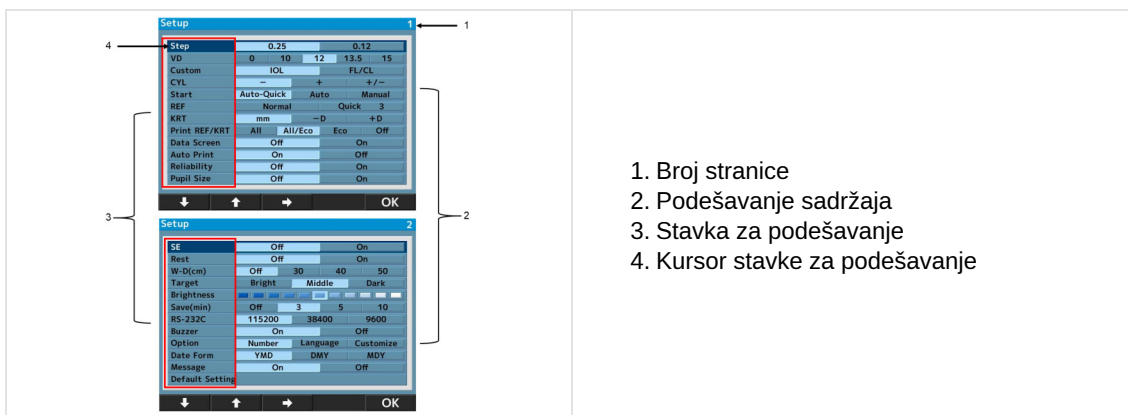 Setup 1
1
4
Step 0.25 0.12
VD 0 10 12 13.5 15
Custom IOL FL/CL
CYL − + +/−
Start Auto-Quick Auto Manual
REF Normal Quick 3
KRT mm −D +D
Print REF/KRT All All/Eco Eco Off
Data Screen Off On
Auto Print On Off
Reliability Off On
Pupil Size Off On
OK
3
2
Setup 2
SE Off On
Rest Off On
W-D(cm) Off 30 40 50
Target Bright Middle Dark
Brightness
Save(min) Off 3 5 10
RS-232C 115200 38400 9600
Buzzer On Off
Option Number Language Customize
Date Form YMD DMY MDY
Message On Off
Default Setting
OK
1. Broj stranice
2. Podešavanje sadržaja
3. Stavka za podešavanje
4. Kursor stavke za podešavanje